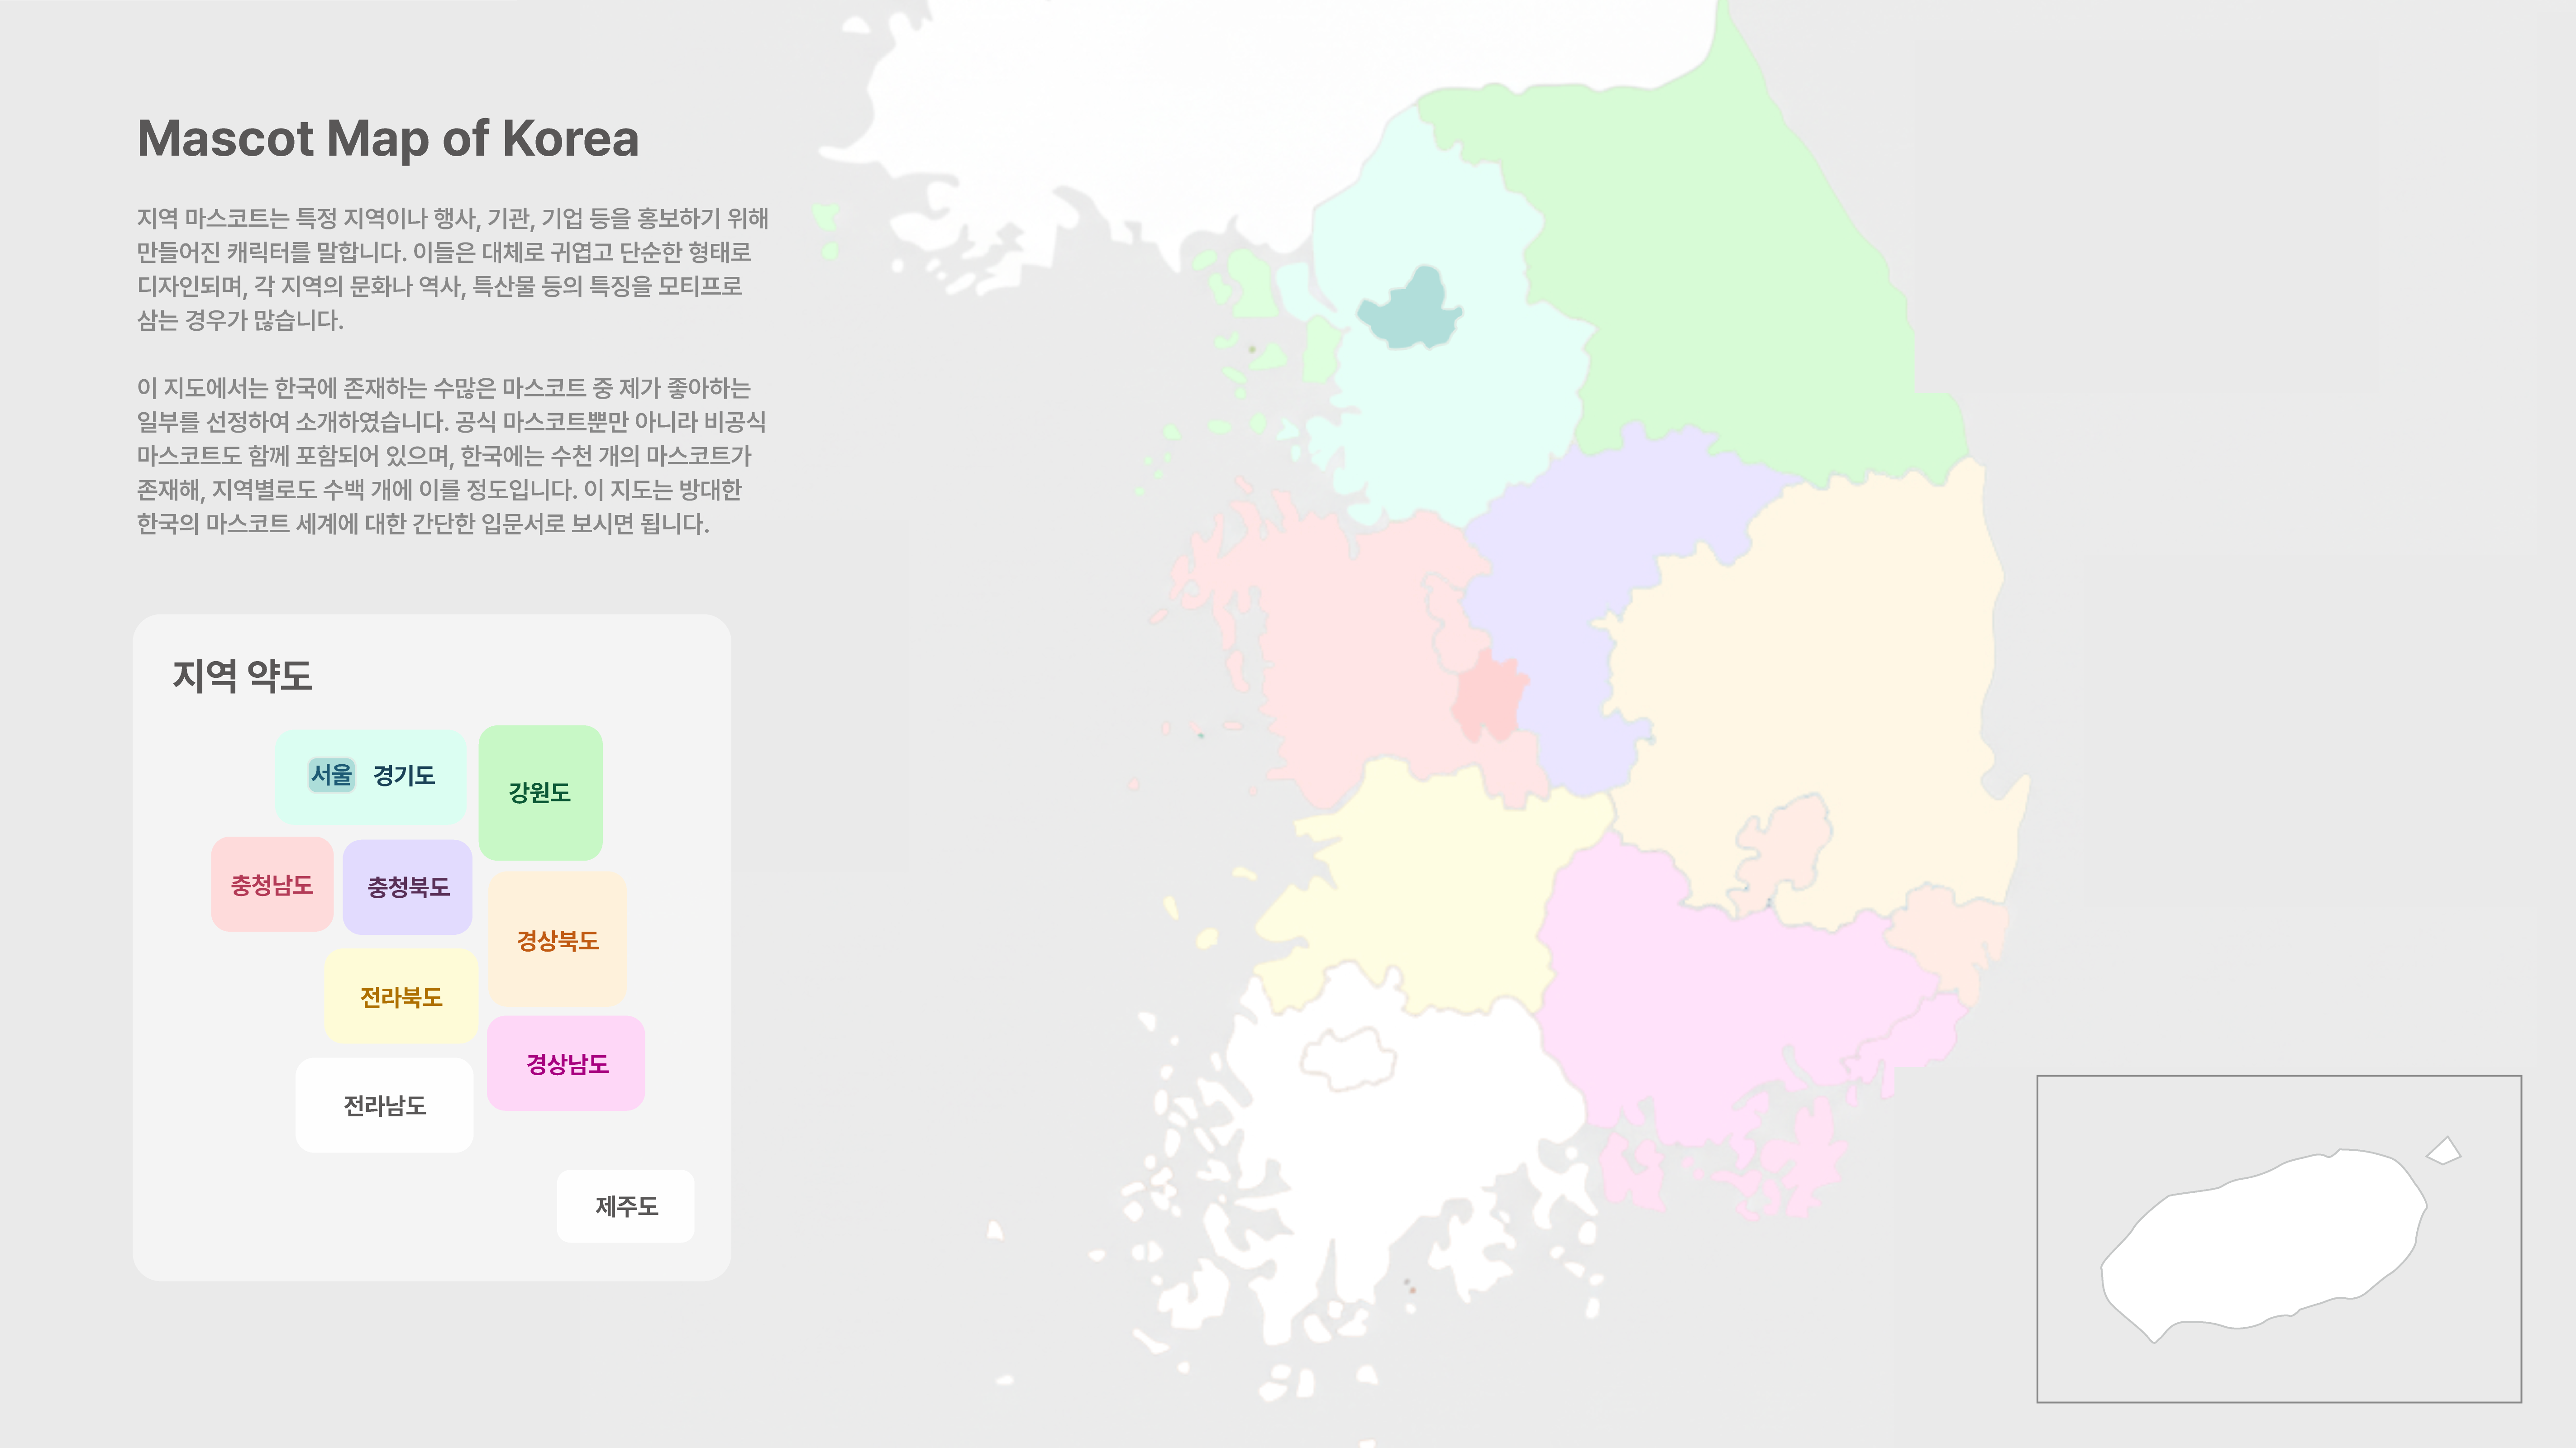 Mascot Map of Korea
지역 마스코트는 특정 지역이나 행사, 기관, 기업 등을 홍보하기 위해
만들어진 캐릭터를 말합니다. 이들은 대체로 귀엽고 단순한 형태로
디자인되며, 각 지역의 문화나 역사, 특산물 등의 특징을 모티프로
삼는 경우가 많습니다.
이 지도에서는 한국에 존재하는 수많은 마스코트 중 제가 좋아하는
일부를 선정하여 소개하였습니다. 공식 마스코트뿐만 아니라 비공식
마스코트도 함께 포함되어 있으며, 한국에는 수천 개의 마스코트가
존재해, 지역별로도 수백 개에 이를 정도입니다. 이 지도는 방대한
한국의 마스코트 세계에 대한 간단한 입문서로 보시면 됩니다.
지역 약도
서울 경기도
강원도
충청남도
충청북도
경상북도
전라북도
경상남도
전라남도
제주도